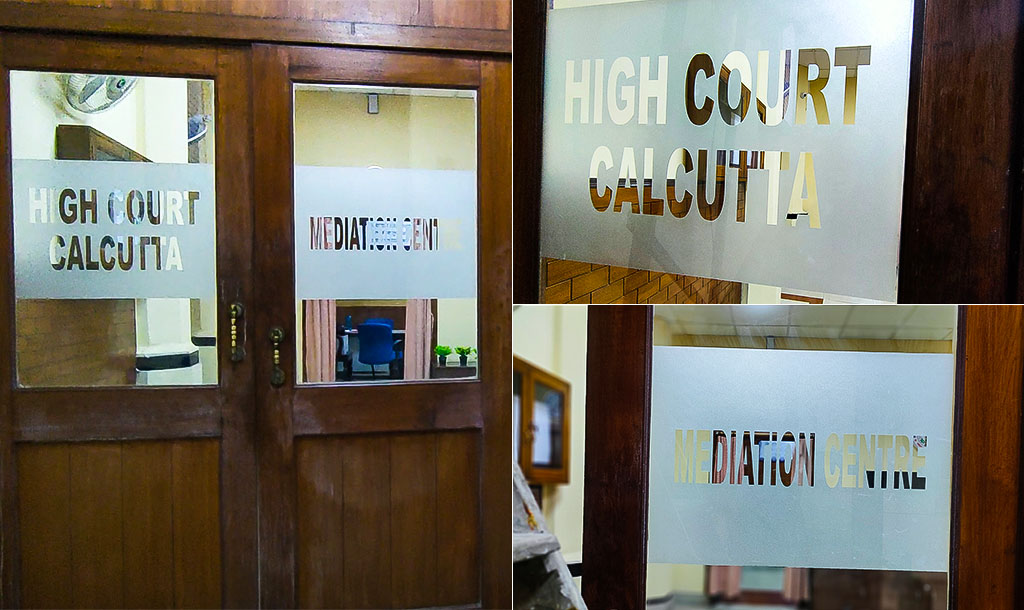 HIGH COURT
CALCUTTA
MEDIATION CENTRE
HIGH COURT
CALCUTTA
MEDIATION CENTRE